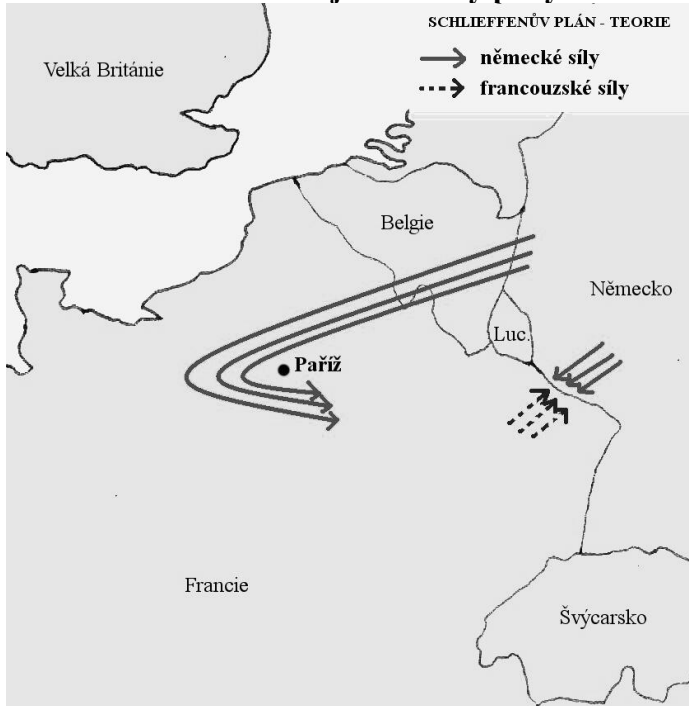 SCHLIEFFENŮV PLÁN - TEORIE
německé síly
francouzské síly
Velká Británie
Belgie
Německo
Luc.
Paříž
Francie
Švýcarsko